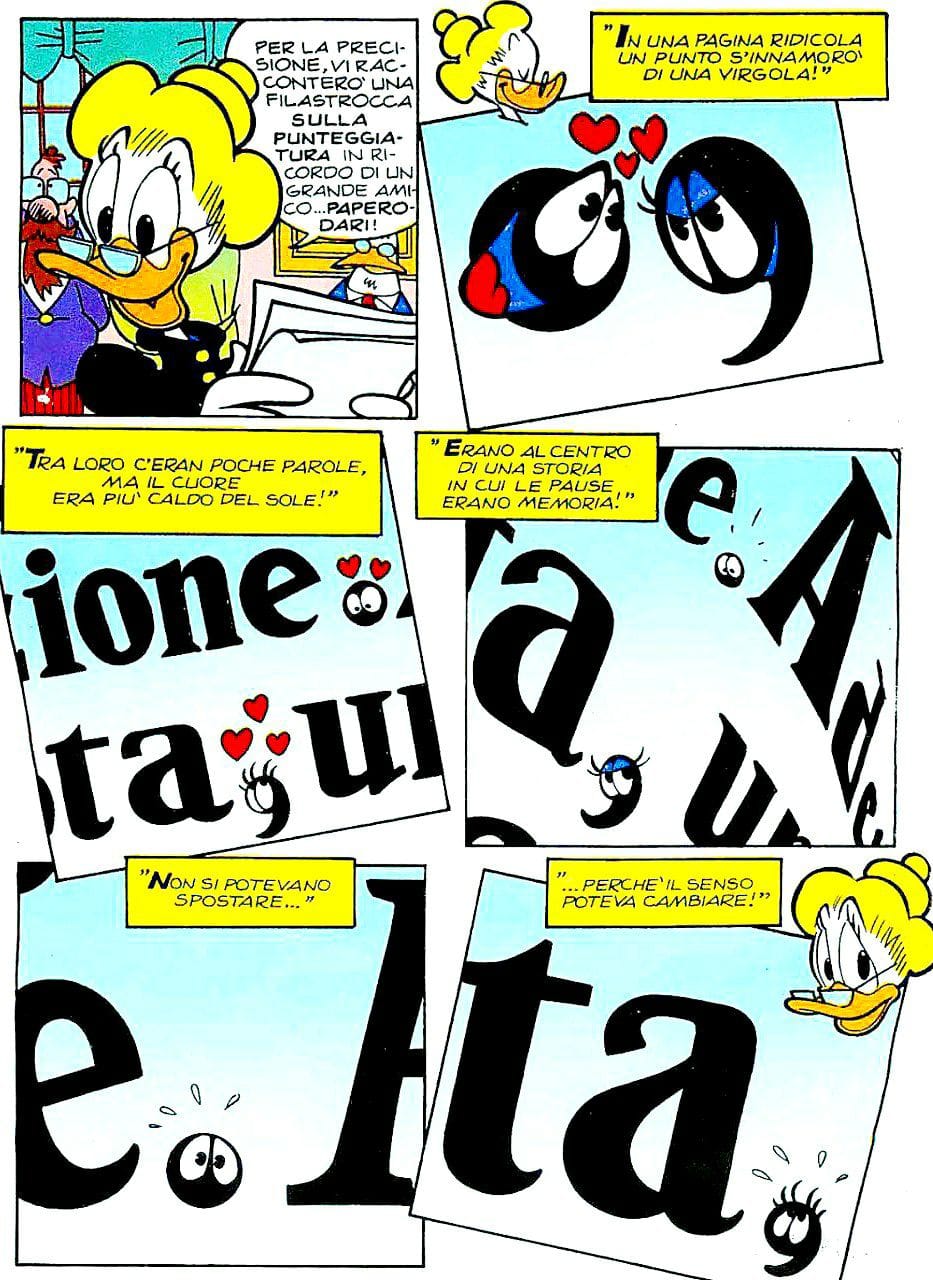 PER LA PRECI-
SIONE, VI RAC-
CONTERO' UNA
FILASTROCCA
SULLA
PUNTEGGIA-
TURA IN RI-
CORDO DI UN
GRANDE AMI-
CO...PAPERO-
DARI!
"IN UNA PAGINA RIDICOLA
UN PUNTO S'INNAMORO'
DI UNA VIRGOLA!"
"TRA LORO C'ERAN POCHE PAROLE,
MA IL CUORE
ERA PIU' CALDO DEL SOLE!"
zione.
ota, un
"ERANO AL CENTRO
DI UNA STORIA
IN CUI LE PAUSE
ERANO MEMORIA!"
e. A
a, un
de
"NON SI POTEVANO
SPOSTARE..."
e. A
"... PERCHE' IL SENSO
POTEVA CAMBIARE!"
ta,